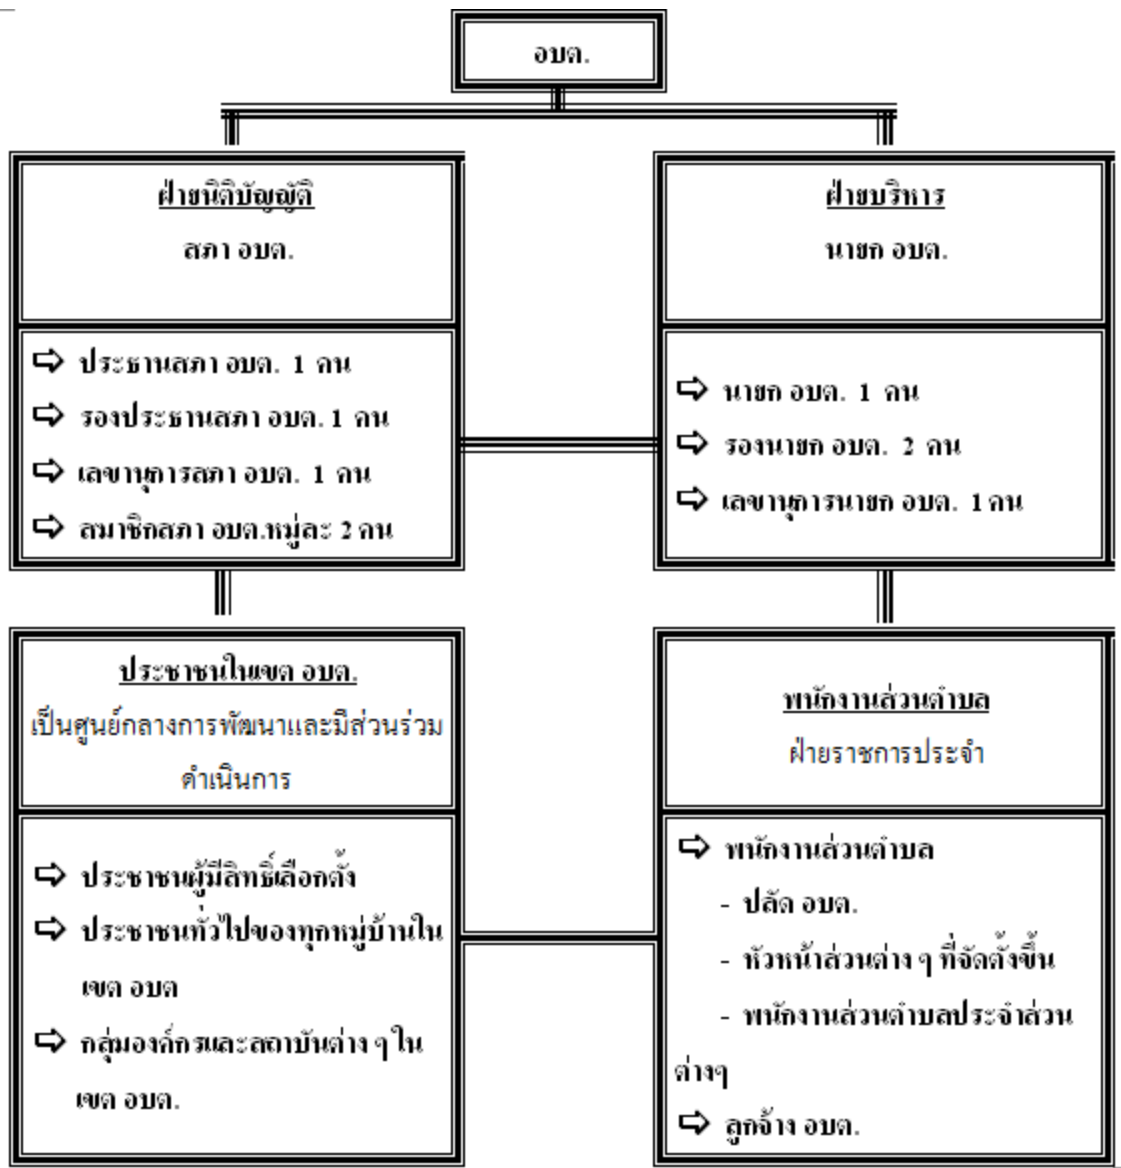 อบต.
ฝ่ายนิติบัญญัติ
สภา อบต.
ฝ่ายบริหาร
นายก อบต.
⇨ ประธานสภา อบต. 1 คน
⇨ รองประธานสภา อบต. 1 คน
⇨ เลขานุการสภา อบต. 1 คน
⇨ สมาชิกสภา อบต.หมู่ละ 2 คน
⇨ นายก อบต. 1 คน
⇨ รองนายก อบต. 2 คน
⇨ เลขานุการนายก อบต. 1 คน
ประชาชนในเขต อบต.
เป็นศูนย์กลางการพัฒนาและมีส่วนร่วม
ดำเนินการ
พนักงานส่วนตำบล
ฝ่ายราชการประจำ
⇨ ประชาชนผู้มีสิทธิ์เลือกตั้ง
⇨ ประชาชนทั่วไปของทุกหมู่บ้านใน
เขต อบต
⇨ กลุ่มองค์กรและสถาบันต่าง ๆ ใน
เขต อบต.
⇨ พนักงานส่วนตำบล
- ปลัด อบต.
- หัวหน้าส่วนต่าง ๆ ที่จัดตั้งขึ้น
- พนักงานส่วนตำบลประจำส่วน
ต่างๆ
⇨ ลูกจ้าง อบต.